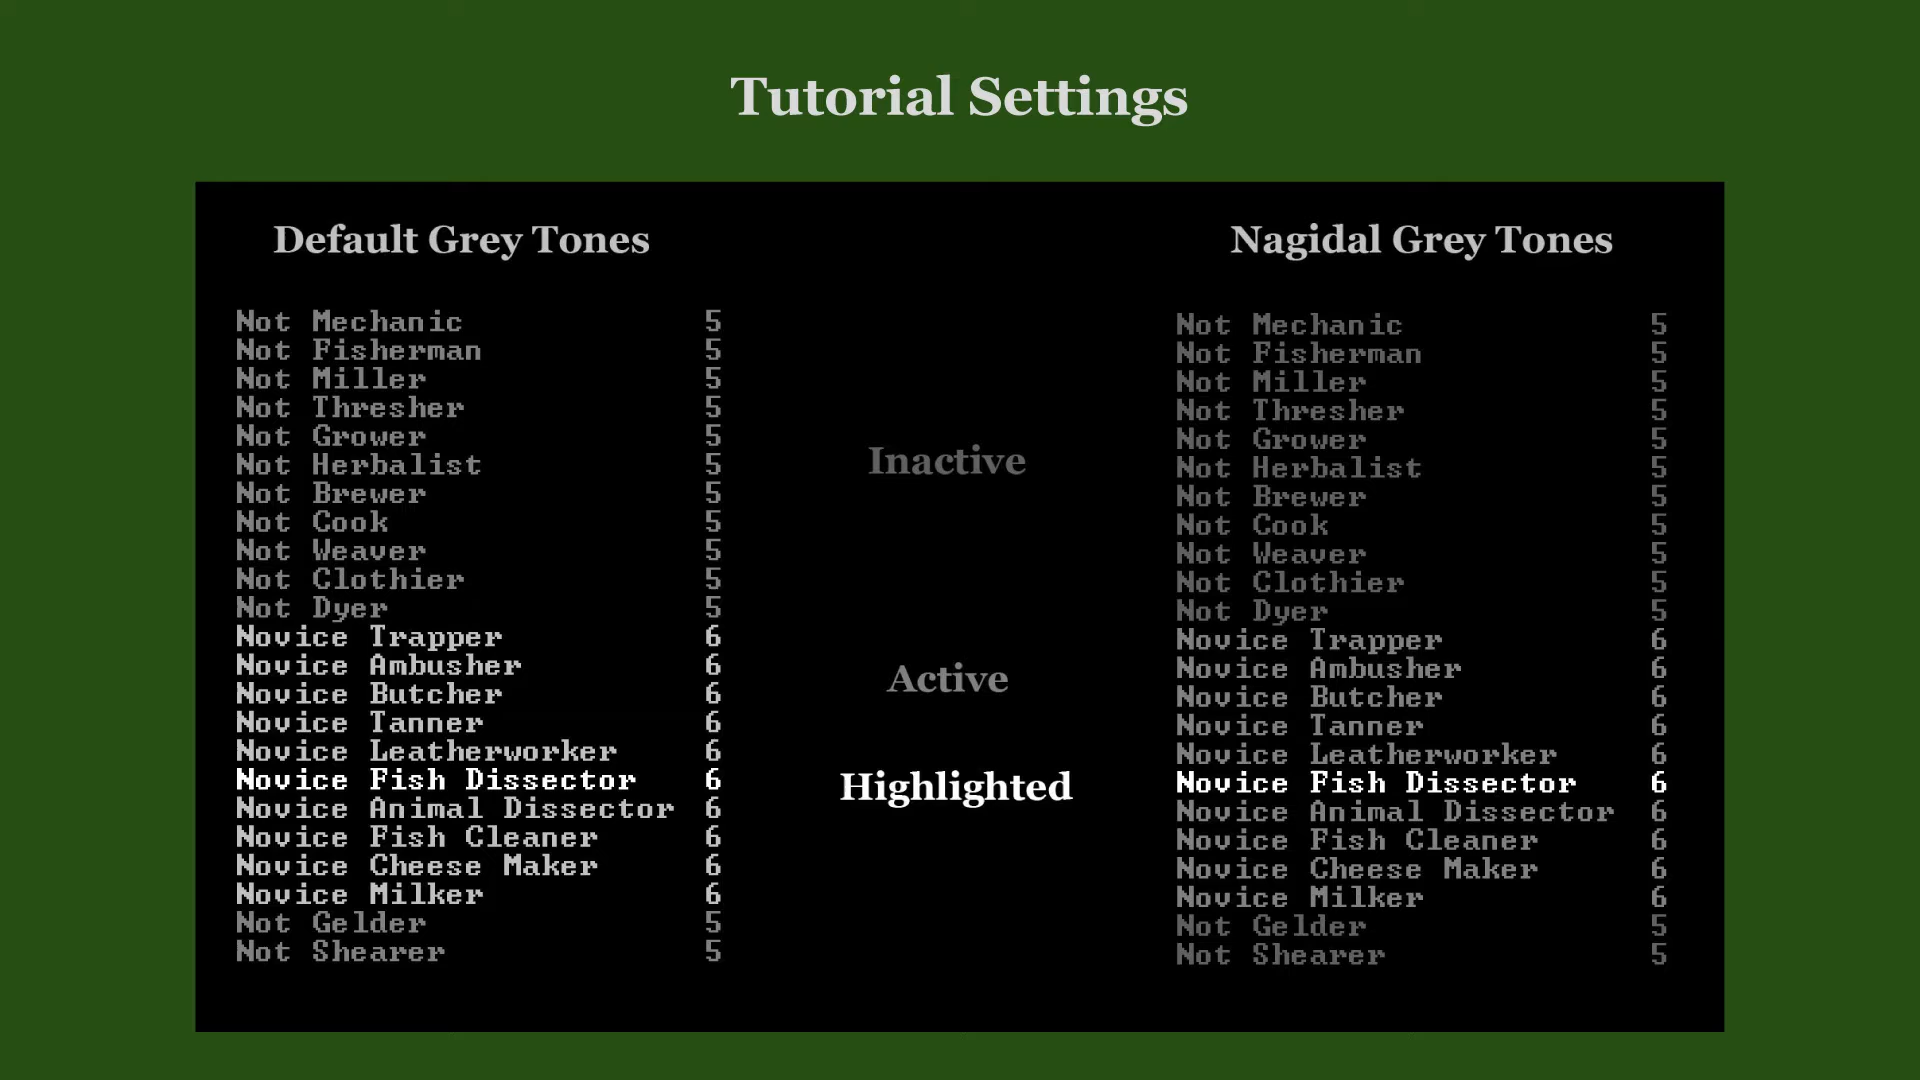 Tutorial Settings
Default Grey Tones
Not Mechanic 5
Not Fisherman 5
Not Miller 5
Not Thresher 5
Not Grower 5
Not Herbalist 5
Not Brewer 5
Not Cook 5
Not Weaver 5
Not Clothier 5
Not Dyer 5
Novice Trapper 6
Novice Ambusher 6
Novice Butcher 6
Novice Tanner 6
Novice Leatherworker 6
Novice Fish Dissector 6
Novice Animal Dissector 6
Novice Fish Cleaner 6
Novice Cheese Maker 6
Novice Milker 6
Not Gelder 5
Not Shearer 5
Inactive
Active
Highlighted
Nagidal Grey Tones
Not Mechanic 5
Not Fisherman 5
Not Miller 5
Not Thresher 5
Not Grower 5
Not Herbalist 5
Not Brewer 5
Not Cook 5
Not Weaver 5
Not Clothier 5
Not Dyer 5
Novice Trapper 6
Novice Ambusher 6
Novice Butcher 6
Novice Tanner 6
Novice Leatherworker 6
Novice Fish Dissector 6
Novice Animal Dissector 6
Novice Fish Cleaner 6
Novice Cheese Maker 6
Novice Milker 6
Not Gelder 5
Not Shearer 5